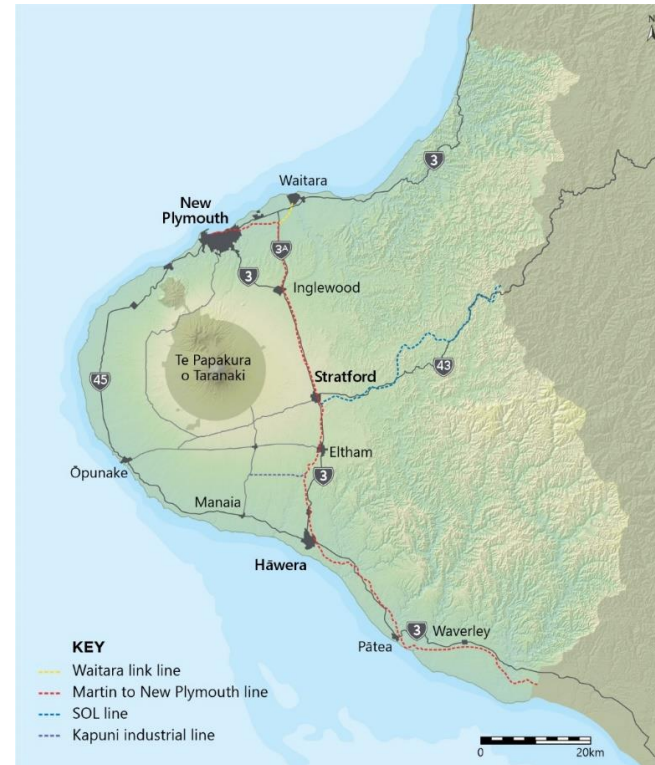 N
3
Waitara
New
Plymouth
3A
3
Inglewood
Te Papakura
o Taranaki
Stratford
43
45
Eltham
Ōpunake
3
Manaia
Hāwera
3
Waverley
Pātea
KEY
Waitara link line
Martin to New Plymouth line
SOL line
Kapuni industrial line
0
20km